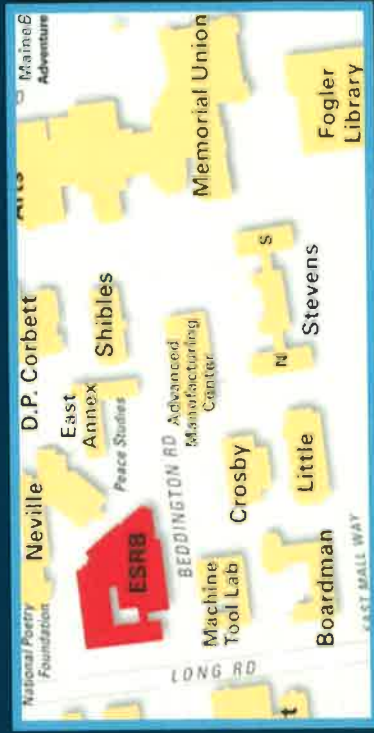 Maine B
Adventure
Arts
Memorial Union
Fogler
Library
D.P. Corbett
Shibles
East
Annex
Peace Studies
Neville
National Poetry
Foundation
ESRB
BEDDINGTON RD
Advanced
Manufacturing
Center
N
S
Stevens
Crosby
Little
Machine
Tool Lab
Boardman
LONG RD
EAST MALL WAY
t